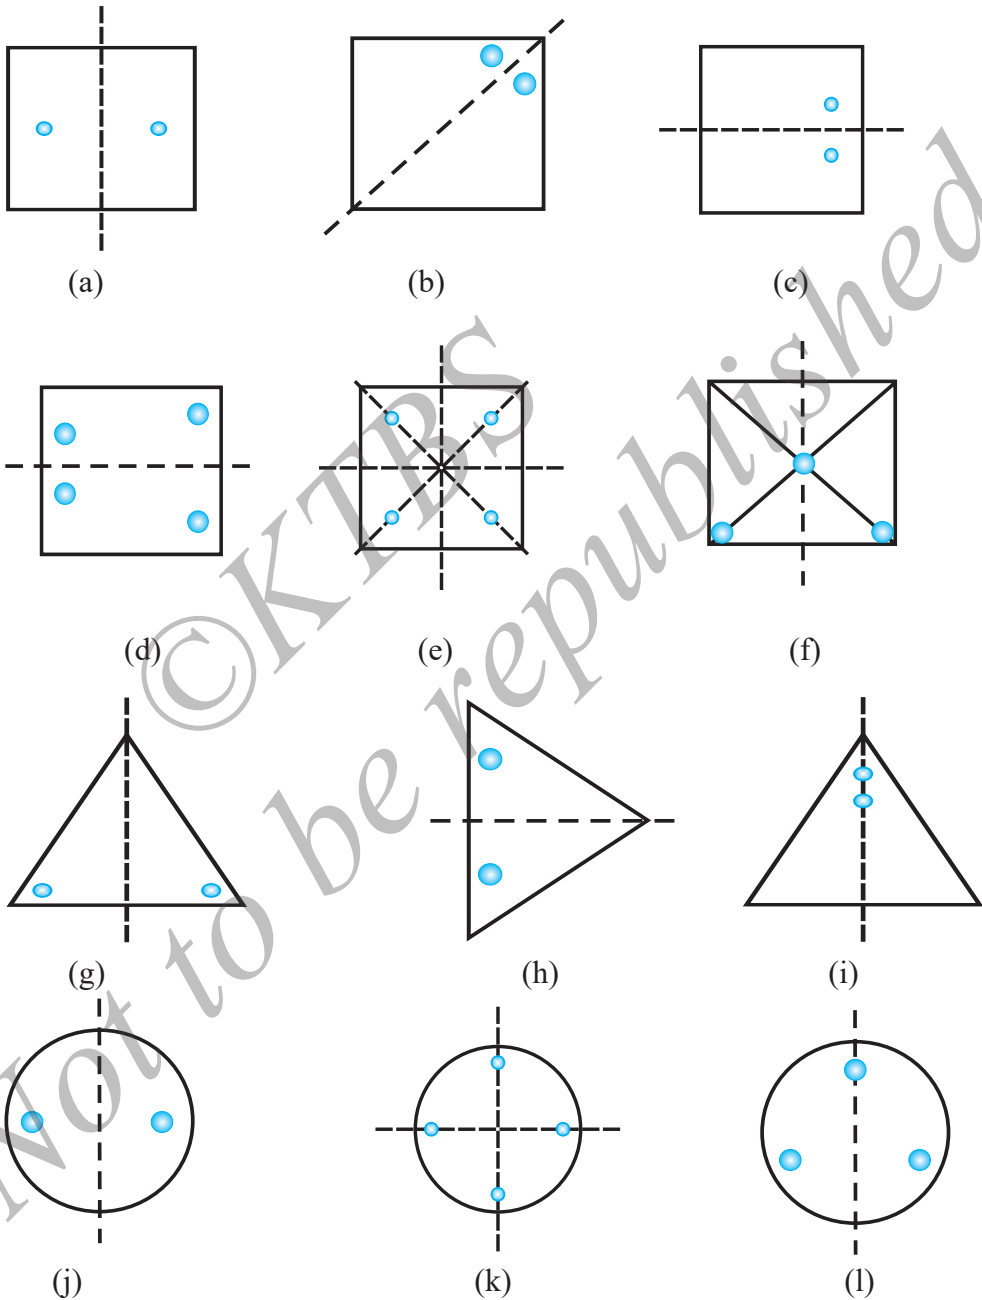 (a) (b) (c)
(d) (e) (f)
(g) (h) (i)
(j) (k) (l)
©KTBS
Not to be republished